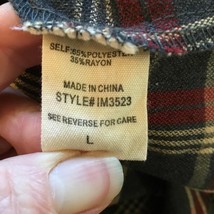 SELF: 65% POLYESTER
35% RAYON
MADE IN CHINA
STYLE# IM3523
SEE REVERSE FOR CARE
L